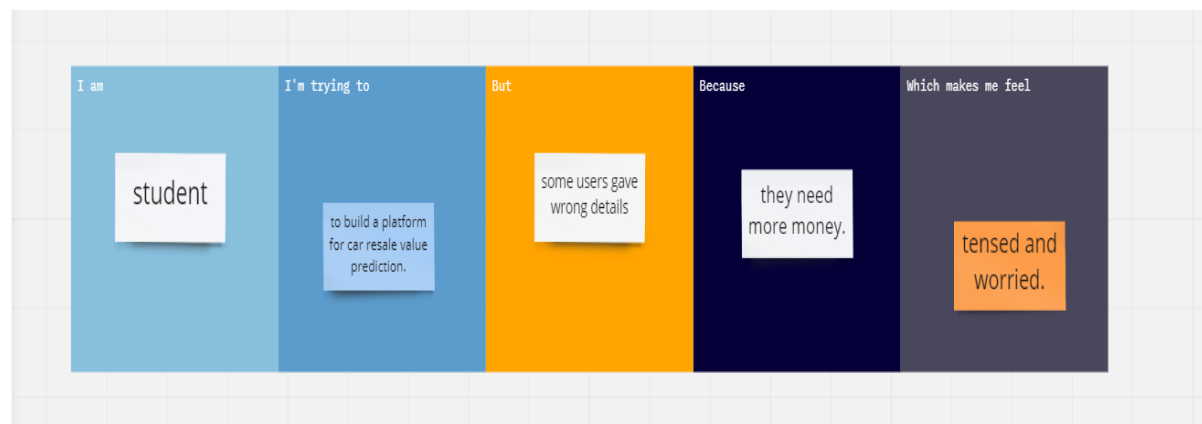 I am
student
I'm trying to
to build a platform
for car resale value
prediction.
But
some users gave
wrong details
Because
they need
more money.
Which makes me feel
tensed and
worried.